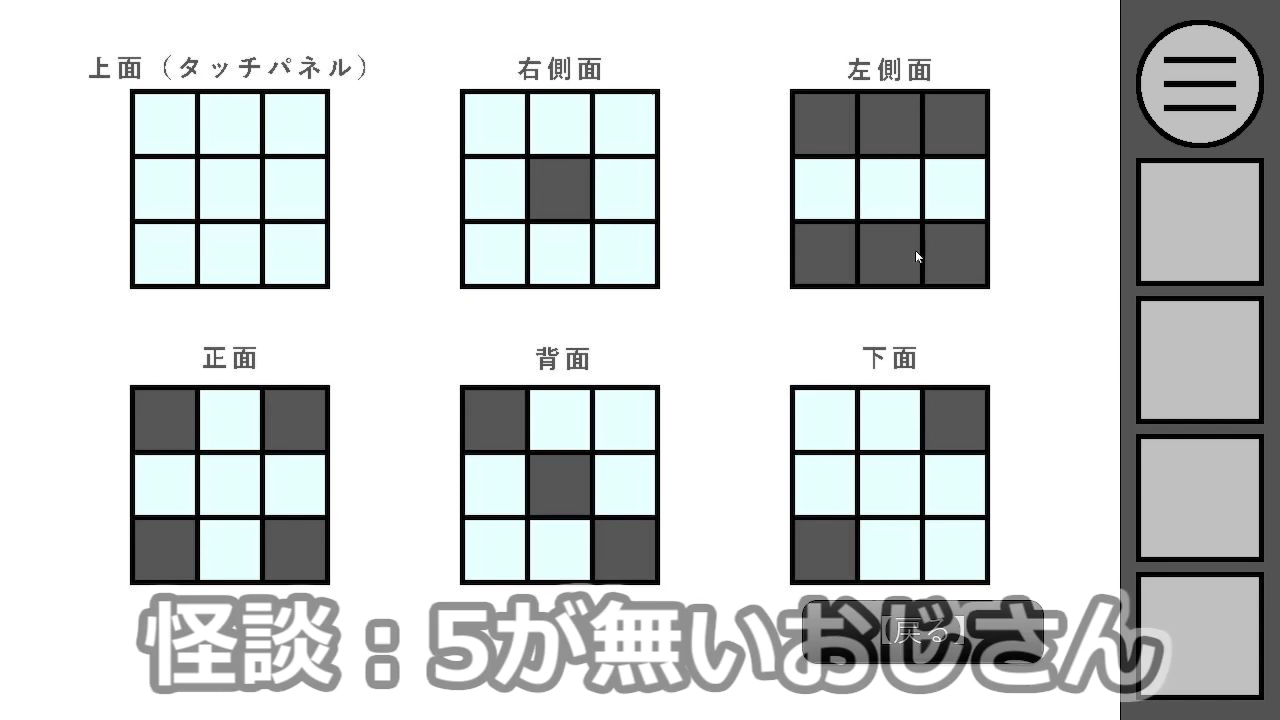 上面（タッチパネル）
右側面
左側面
正面
背面
下面
【戻る】
怪談：5が無いおじさん